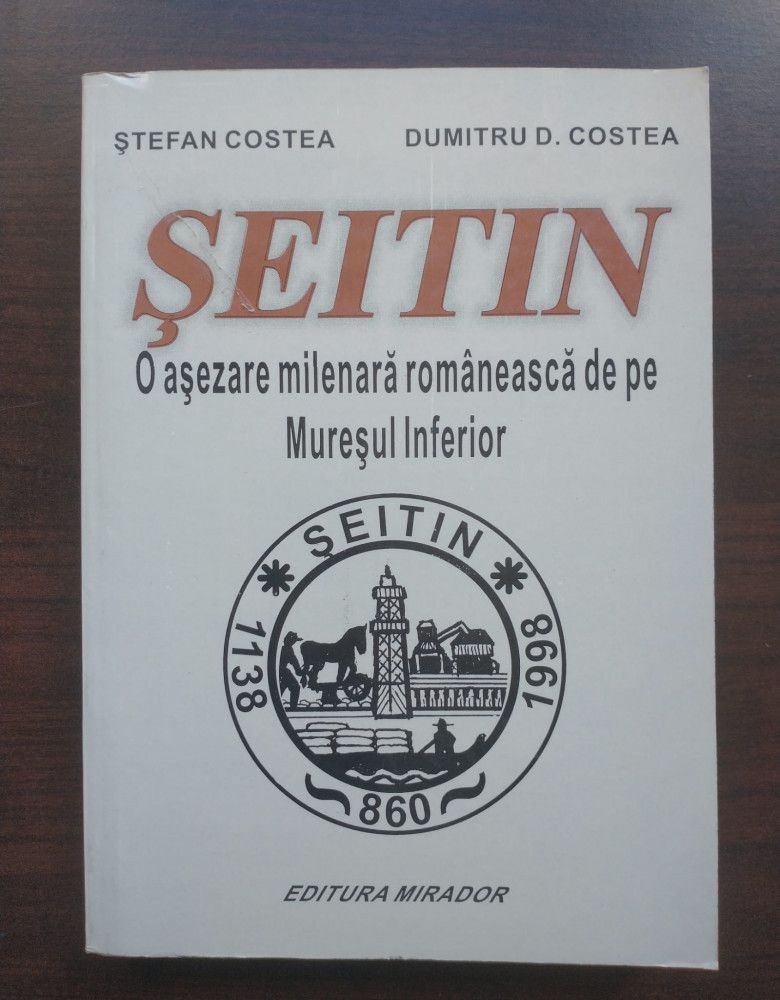 ŞTEFAN COSTEA DUMITRU D. COSTEA
ŞEITIN
O aşezare milenară românească de pe
Mureşul Inferior
ŞEITIN
1138
1998
860
EDITURA MIRADOR